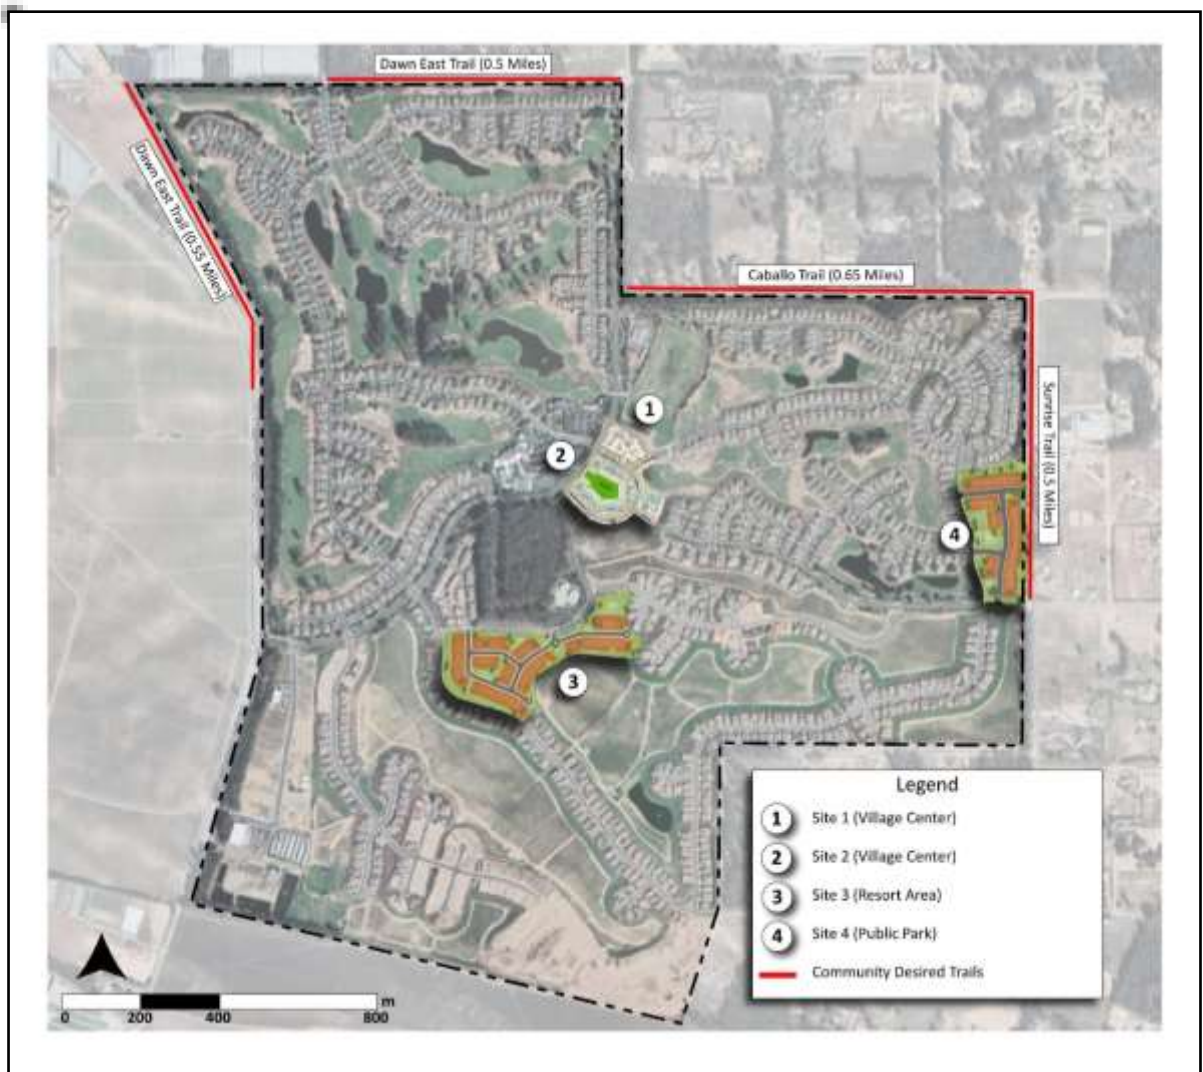 Dawn East Trail (0.5 Miles)
Dawn East Trail (0.55 Miles)
Caballo Trail (0.65 Miles)
Sunrise Trail (0.5 Miles)
1
2
3
4
Legend
1 Site 1 (Village Center)
2 Site 2 (Village Center)
3 Site 3 (Resort Area)
4 Site 4 (Public Park)
Community Desired Trails
m
0 200 400 800